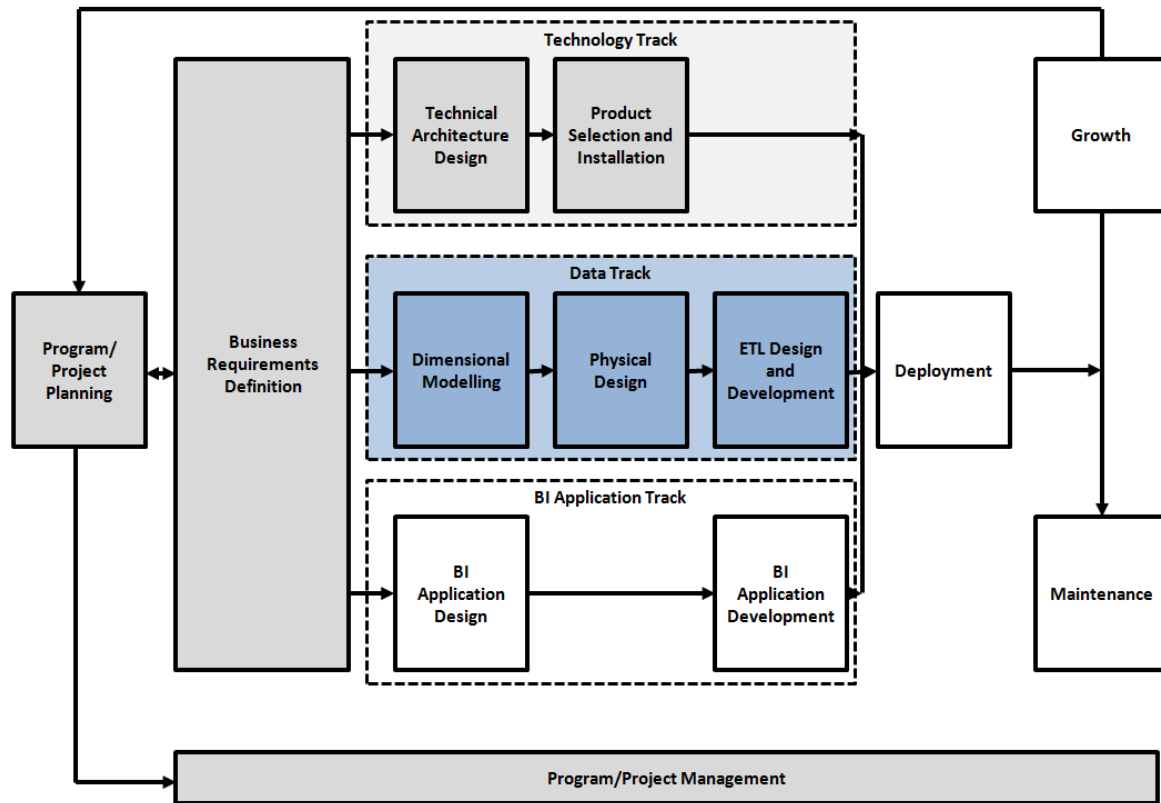 Technology Track
Technical
Architecture
Design
Product
Selection and
Installation
Growth
Data Track
Program/
Project
Planning
Business
Requirements
Definition
Dimensional
Modelling
Physical
Design
ETL Design
and
Development
Deployment
BI Application Track
BI
Application
Design
BI
Application
Development
Maintenance
Program/Project Management